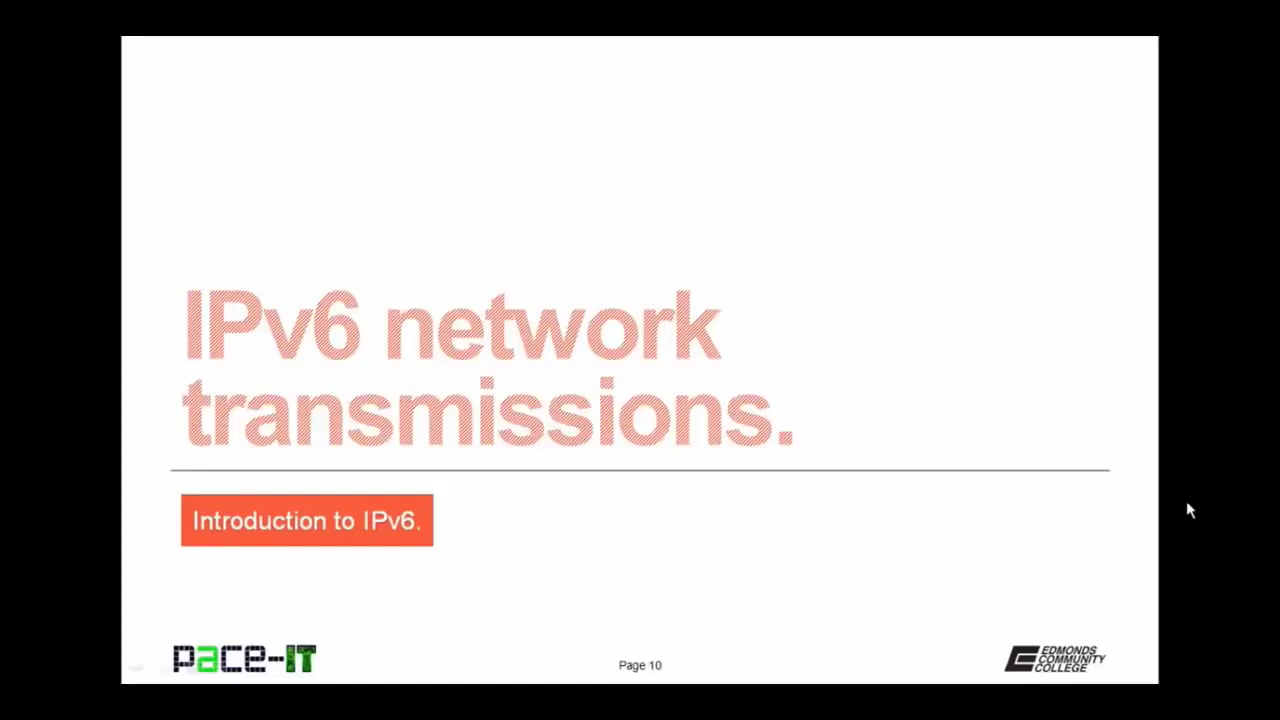 IPv6 network
transmissions.
Introduction to IPv6.
pace-IT
Page 10
EDMONDS
COMMUNITY
COLLEGE